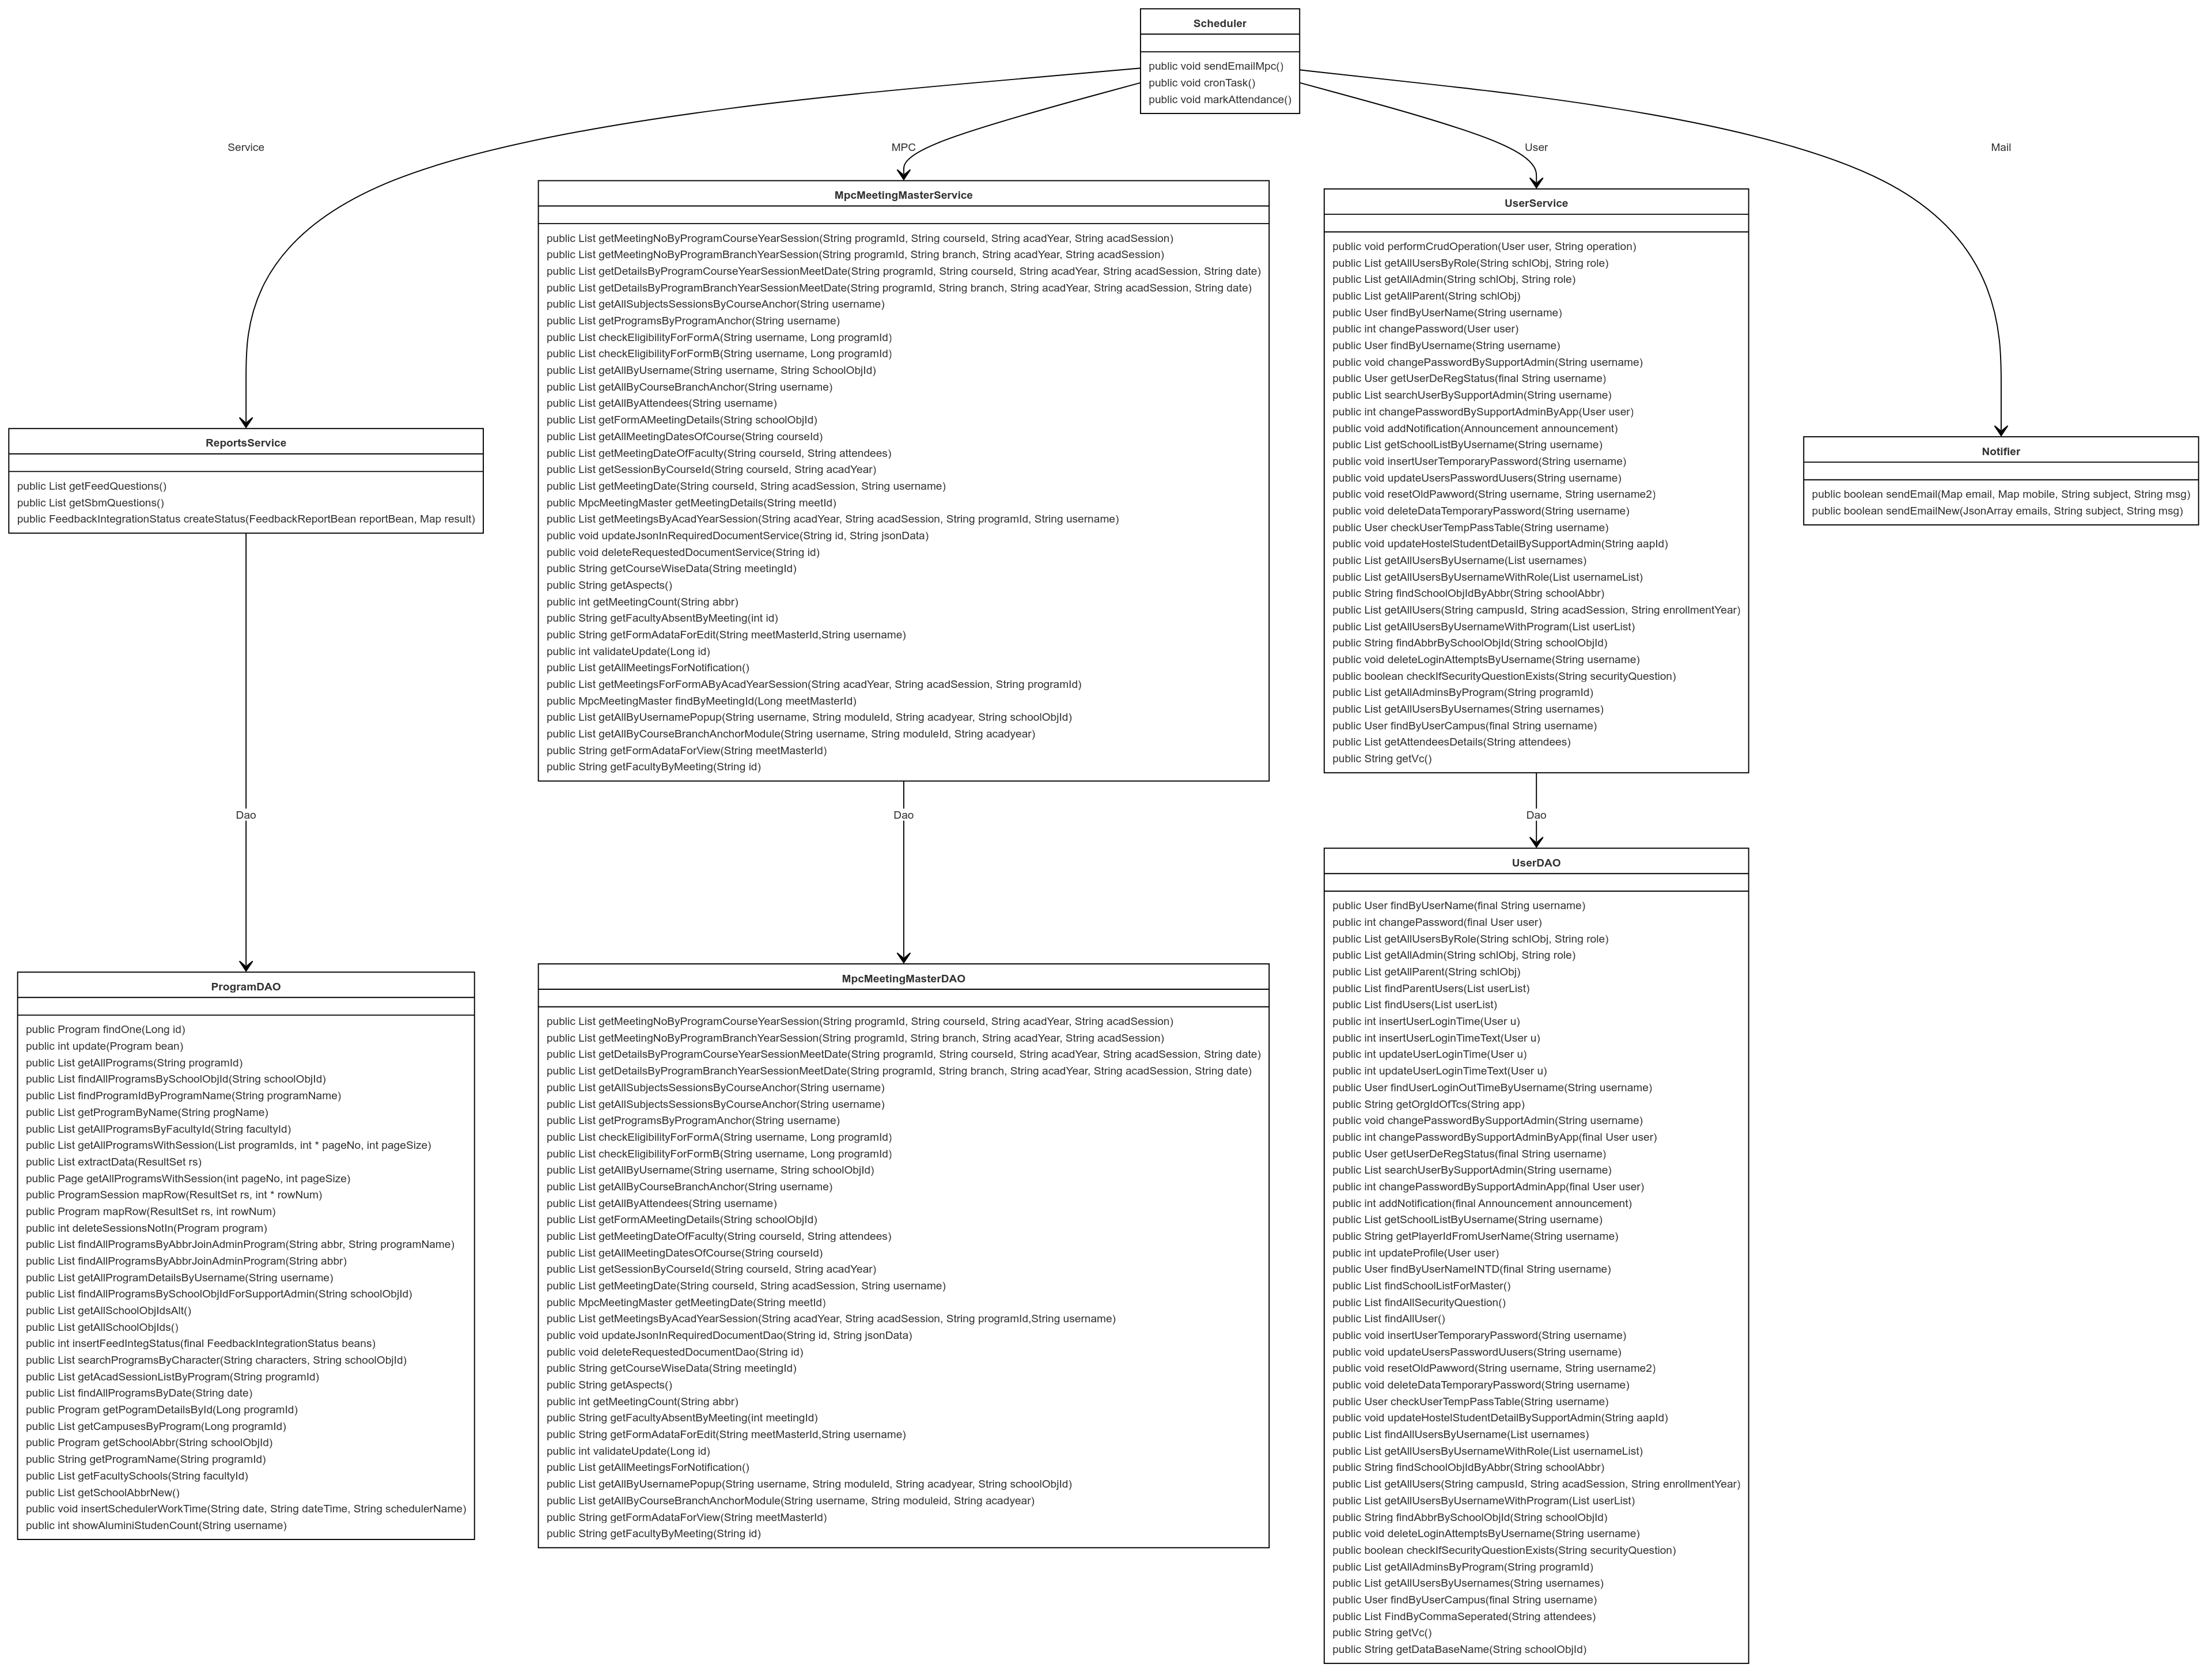 Scheduler
public void sendEmailMpc()
public void cronTask()
public void markAttendance()
Service
MPC
User
Mail
MpcMeetingMasterService
public List getMeetingNoByProgramCourseYearSession(String programId, String courseId, String acadYear, String acadSession)
public List getMeetingNoByProgramBranchYearSession(String programId, String branch, String acadYear, String acadSession)
public List getDetailsByProgramCourseYearSessionMeetDate(String programId, String courseId, String acadYear, String acadSession, String date)
public List getDetailsByProgramBranchYearSessionMeetDate(String programId, String branch, String acadYear, String acadSession, String date)
public List getAllSubjectsSessionsByCourseAnchor(String username)
public List getProgramsByProgramAnchor(String username)
public List checkEligibilityForFormA(String username, Long programId)
public List checkEligibilityForFormB(String username, Long programId)
public List getAllByUsername(String username, String SchoolObjId)
public List getAllByCourseBranchAnchor(String username)
public List getAllByAttendees(String username)
public List getFormAMeetingDetails(String schoolObjId)
public List getAllMeetingDatesOfCourse(String courseId)
public List getMeetingDateOfFaculty(String courseId, String attendees)
public List getSessionByCourseId(String courseId, String acadYear)
public List getMeetingDate(String courseId, String acadSession, String username)
public MpcMeetingMaster getMeetingDetails(String meetId)
public List getMeetingsByAcadYearSession(String acadYear, String acadSession, String programId, String username)
public void updateJsonInRequiredDocumentService(String id, String jsonData)
public void deleteRequestedDocumentService(String id)
public String getCourseWiseData(String meetingId)
public String getAspects()
public int getMeetingCount(String abbr)
public String getFacultyAbsentByMeeting(int id)
public String getFormAdataForEdit(String meetMasterId,String username)
public int validateUpdate(Long id)
public List getAllMeetingsForNotification()
public List getMeetingsForFormAByAcadYearSession(String acadYear, String acadSession, String programId)
public MpcMeetingMaster findByMeetingId(Long meetMasterId)
public List getAllByUsernamePopup(String username, String moduleId, String acadyear, String schoolObjId)
public List getAllByCourseBranchAnchorModule(String username, String moduleId, String acadyear)
public String getFormAdataForView(String meetMasterId)
public String getFacultyByMeeting(String id)
UserService
public void performCrudOperation(User user, String operation)
public List getAllUsersByRole(String schlObj, String role)
public List getAllAdmin(String schlObj, String role)
public List getAllParent(String schlObj)
public User findByUserName(String username)
public int changePassword(User user)
public User findByUsername(String username)
public void changePasswordBySupportAdmin(String username)
public User getUserDeRegStatus(final String username)
public List searchUserBySupportAdmin(String username)
public int changePasswordBySupportAdminByApp(User user)
public void addNotification(Announcement announcement)
public List getSchoolListByUsername(String username)
public void insertUserTemporaryPassword(String username)
public void updateUsersPasswordUusers(String username)
public void resetOldPawword(String username, String username2)
public void deleteDataTemporaryPassword(String username)
public User checkUserTempPassTable(String username)
public void updateHostelStudentDetailBySupportAdmin(String aapId)
public List getAllUsersByUsername(List usernames)
public List getAllUsersByUsernameWithRole(List usernameList)
public String findSchoolObjIdByAbbr(String schoolAbbr)
public List getAllUsers(String campusId, String acadSession, String enrollmentYear)
public List getAllUsersByUsernameWithProgram(List userList)
public String findAbbrBySchoolObjId(String schoolObjId)
public void deleteLoginAttemptsByUsername(String username)
public boolean checkIfSecurityQuestionExists(String securityQuestion)
public List getAllAdminsByProgram(String programId)
public List getAllUsersByUsernames(String usernames)
public User findByUserCampus(final String username)
public List getAttendeesDetails(String attendees)
public String getVc()
ReportsService
public List getFeedQuestions()
public List getSbmQuestions()
public FeedbackIntegrationStatus createStatus(FeedbackReportBean reportBean, Map result)
Notifier
public boolean sendEmail(Map email, Map mobile, String subject, String msg)
public boolean sendEmailNew(JsonArray emails, String subject, String msg)
Dao
Dao
Dao
ProgramDAO
public Program findOne(Long id)
public int update(Program bean)
public List getAllPrograms(String programId)
public List findAllProgramsBySchoolObjId(String schoolObjId)
public List findProgramIdByProgramName(String programName)
public List getProgramByName(String progName)
public List getAllProgramsByFacultyId(String facultyId)
public List getAllProgramsWithSession(List programIds, int * pageNo, int pageSize)
public List extractData(ResultSet rs)
public Page getAllProgramsWithSession(int pageNo, int pageSize)
public ProgramSession mapRow(ResultSet rs, int * rowNum)
public Program mapRow(ResultSet rs, int rowNum)
public int deleteSessionsNotIn(Program program)
public List findAllProgramsByAbbrJoinAdminProgram(String abbr, String programName)
public List findAllProgramsByAbbrJoinAdminProgram(String abbr)
public List getAllProgramDetailsByUsername(String username)
public List findAllProgramsBySchoolObjIdForSupportAdmin(String schoolObjId)
public List getAllSchoolObjIdsAlt()
public List getAllSchoolObjIds()
public int insertFeedIntegStatus(final FeedbackIntegrationStatus beans)
public List searchProgramsByCharacter(String characters, String schoolObjId)
public List getAcadSessionListByProgram(String programId)
public List findAllProgramsByDate(String date)
public Program getPogramDetailsById(Long programId)
public List getCampusesByProgram(Long programId)
public Program getSchoolAbbr(String schoolObjId)
public String getProgramName(String programId)
public List getFacultySchools(String facultyId)
public List getSchoolAbbrNew()
public void insertSchedulerWorkTime(String date, String dateTime, String schedulerName)
public int showAluminiStudenCount(String username)
MpcMeetingMasterDAO
public List getMeetingNoByProgramCourseYearSession(String programId, String courseId, String acadYear, String acadSession)
public List getMeetingNoByProgramBranchYearSession(String programId, String branch, String acadYear, String acadSession)
public List getDetailsByProgramCourseYearSessionMeetDate(String programId, String courseId, String acadYear, String acadSession, String date)
public List getDetailsByProgramBranchYearSessionMeetDate(String programId, String branch, String acadYear, String acadSession, String date)
public List getAllSubjectsSessionsByCourseAnchor(String username)
public List getAllSubjectsSessionsByCourseAnchor(String username)
public List getProgramsByProgramAnchor(String username)
public List checkEligibilityForFormA(String username, Long programId)
public List checkEligibilityForFormB(String username, Long programId)
public List getAllByUsername(String username, String schoolObjId)
public List getAllByCourseBranchAnchor(String username)
public List getAllByAttendees(String username)
public List getFormAMeetingDetails(String schoolObjId)
public List getMeetingDateOfFaculty(String courseId, String attendees)
public List getAllMeetingDatesOfCourse(String courseId)
public List getSessionByCourseId(String courseId, String acadYear)
public List getMeetingDate(String courseId, String acadSession, String username)
public MpcMeetingMaster getMeetingDate(String meetId)
public List getMeetingsByAcadYearSession(String acadYear, String acadSession, String programId,String username)
public void updateJsonInRequiredDocumentDao(String id, String jsonData)
public void deleteRequestedDocumentDao(String id)
public String getCourseWiseData(String meetingId)
public String getAspects()
public int getMeetingCount(String abbr)
public String getFacultyAbsentByMeeting(int meetingId)
public String getFormAdataForEdit(String meetMasterId,String username)
public int validateUpdate(Long id)
public List getAllMeetingsForNotification()
public List getAllByUsernamePopup(String username, String moduleId, String acadyear, String schoolObjId)
public List getAllByCourseBranchAnchorModule(String username, String moduleid, String acadyear)
public String getFormAdataForView(String meetMasterId)
public String getFacultyByMeeting(String id)
UserDAO
public User findByUserName(final String username)
public int changePassword(final User user)
public List getAllUsersByRole(String schlObj, String role)
public List getAllAdmin(String schlObj, String role)
public List getAllParent(String schlObj)
public List findParentUsers(List userList)
public List findUsers(List userList)
public int insertUserLoginTime(User u)
public int insertUserLoginTimeText(User u)
public int updateUserLoginTime(User u)
public int updateUserLoginTimeText(User u)
public User findUserLoginOutTimeByUsername(String username)
public String getOrgIdOfTcs(String app)
public void changePasswordBySupportAdmin(String username)
public int changePasswordBySupportAdminByApp(final User user)
public User getUserDeRegStatus(final String username)
public List searchUserBySupportAdmin(String username)
public int changePasswordBySupportAdminApp(final User user)
public int addNotification(final Announcement announcement)
public List getSchoolListByUsername(String username)
public String getPlayerIdFromUserName(String username)
public int updateProfile(User user)
public User findByUserNameINTD(final String username)
public List findSchoolListForMaster()
public List findAllSecurityQuestion()
public List findAllUser()
public void insertUserTemporaryPassword(String username)
public void updateUsersPasswordUusers(String username)
public void resetOldPawword(String username, String username2)
public void deleteDataTemporaryPassword(String username)
public User checkUserTempPassTable(String username)
public void updateHostelStudentDetailBySupportAdmin(String aapId)
public List findAllUsersByUsername(List usernames)
public List getAllUsersByUsernameWithRole(List usernameList)
public String findSchoolObjIdByAbbr(String schoolAbbr)
public List getAllUsers(String campusId, String acadSession, String enrollmentYear)
public List getAllUsersByUsernameWithProgram(List userList)
public String findAbbrBySchoolObjId(String schoolObjId)
public void deleteLoginAttemptsByUsername(String username)
public boolean checkIfSecurityQuestionExists(String securityQuestion)
public List getAllAdminsByProgram(String programId)
public List getAllUsersByUsernames(String usernames)
public User findByUserCampus(final String username)
public List FindByCommaSeperated(String attendees)
public String getVc()
public String getDataBaseName(String schoolObjId)